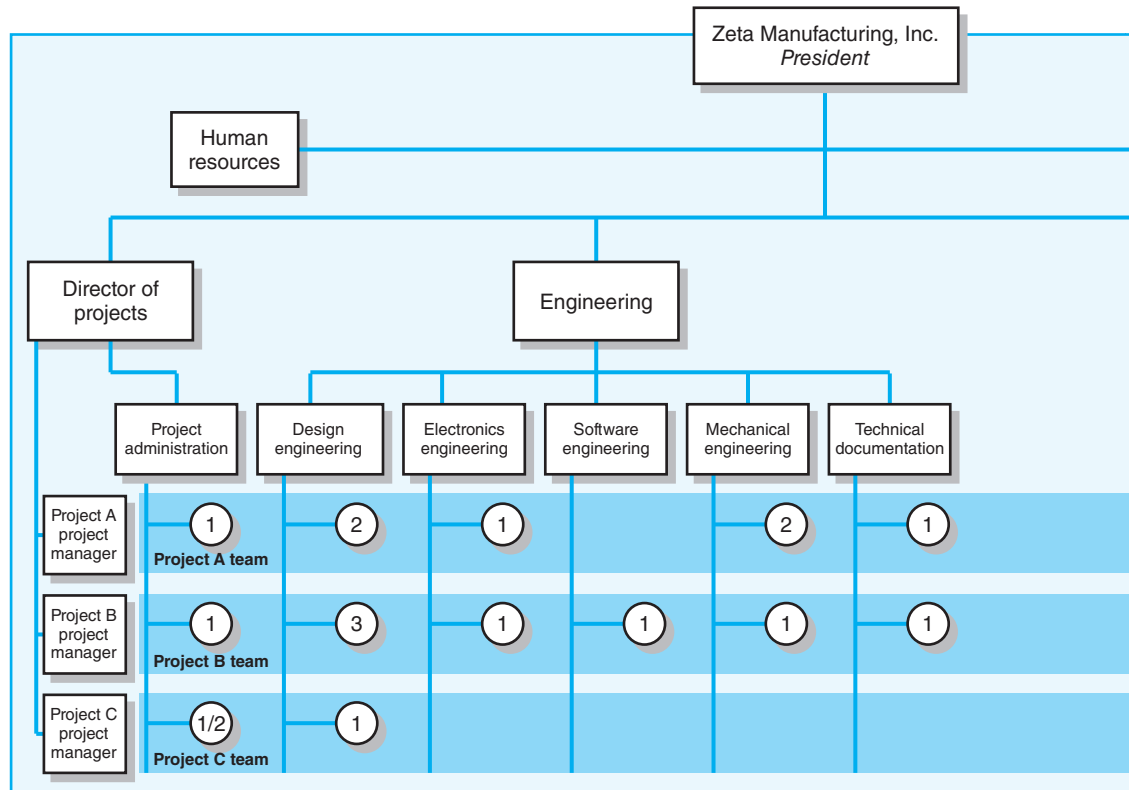 Zeta Manufacturing, Inc.
President
Human
resources
Director of
projects
Engineering
Project
administration
Design
engineering
Electronics
engineering
Software
engineering
Mechanical
engineering
Technical
documentation
Project A
project
manager
1
2
1
2
1
Project A team
Project B
project
manager
1
3
1
1
1
1
Project B team
Project C
project
manager
1/2
1
Project C team